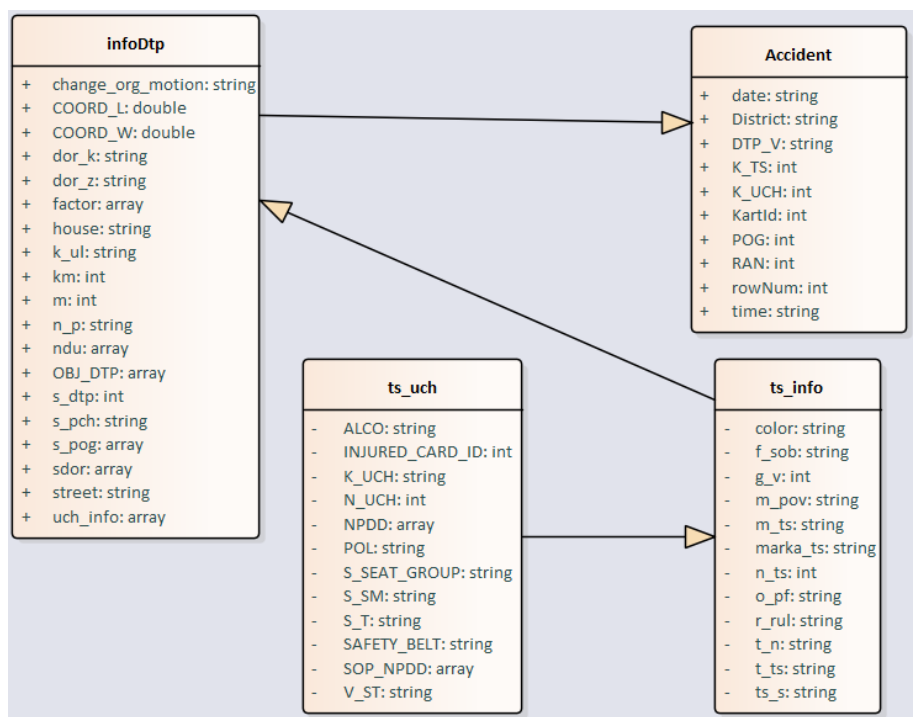 infoDtp
+ change_org_motion: string
+ COORD_L: double
+ COORD_W: double
+ dor_k: string
+ dor_z: string
+ factor: array
+ house: string
+ k_ul: string
+ km: int
+ m: int
+ n_p: string
+ ndu: array
+ OBJ_DTP: array
+ s_dtp: int
+ s_pch: string
+ s_pog: array
+ sdor: array
+ street: string
+ uch_info: array
Accident
+ date: string
+ District: string
+ DTP_V: string
+ K_TS: int
+ K_UCH: int
+ KartId: int
+ POG: int
+ RAN: int
+ rowNum: int
+ time: string
ts_uch
- ALCO: string
- INJURED_CARD_ID: int
- K_UCH: string
- N_UCH: int
- NPDD: array
- POL: string
- S_SEAT_GROUP: string
- S_SM: string
- S_T: string
- SAFETY_BELT: string
- SOP_NPDD: array
- V_ST: string
ts_info
- color: string
- f_sob: string
- g_v: int
- m_pov: string
- m_ts: string
- marka_ts: string
- n_ts: int
- o_pf: string
- r_rul: string
- t_n: string
- t_ts: string
- ts_s: string